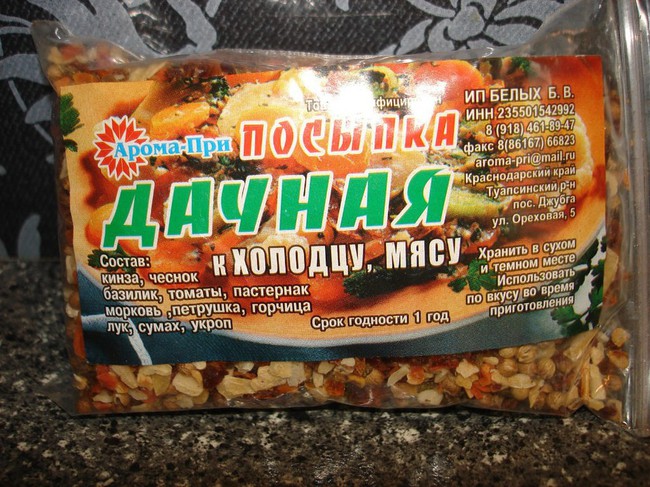 ИП БЕЛЫХ Б. В.
ИНН 235501542992
8 (918) 461-89-47
факс 8(86167) 66823
aroma-pri@mail.ru
Краснодарский край
Туапсинский р-н
пос. Джубга
ул. Ореховая, 5
Арома-При
ПОСЫПКА
ДАЧНАЯ
к ХОЛОДЦУ, МЯСУ
Состав:
кинза, чеснок
базилик, томаты, пастернак
морковь ,петрушка, горчица
лук, сумах, укроп
Срок годности 1 год
Хранить в сухом
и темном месте
Использовать
по вкусу во время
приготовления